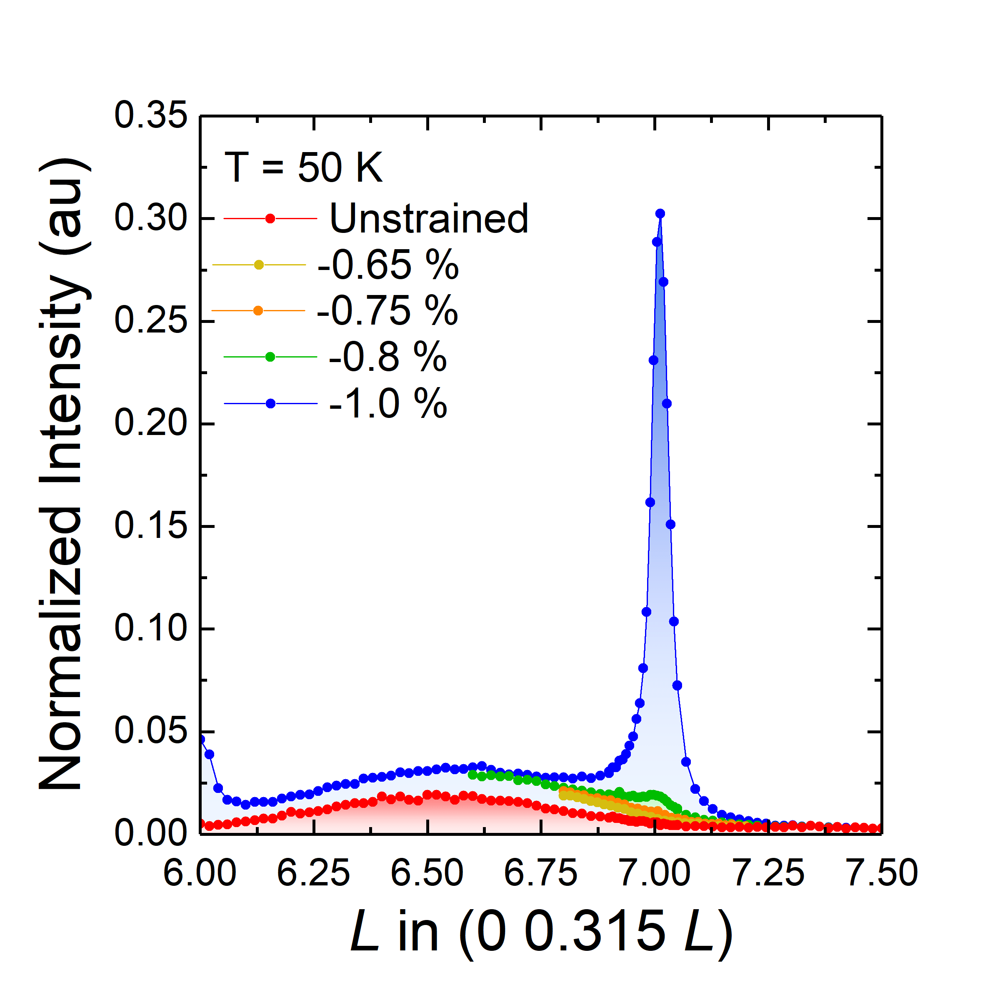 Normalized Intensity (au)
0.35
0.30
0.25
0.20
0.15
0.10
0.05
0.00
T = 50 K
Unstrained
-0.65 %
-0.75 %
-0.8 %
-1.0 %
6.00 6.25 6.50 6.75 7.00 7.25 7.50
L in (0 0.315 L)